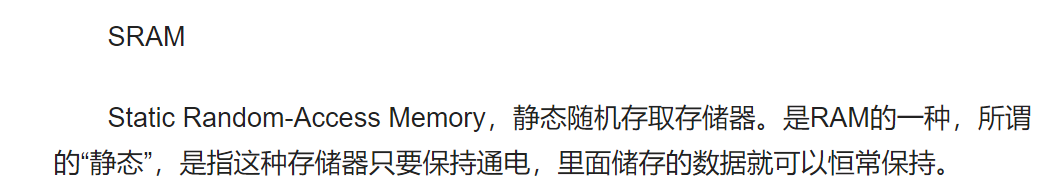 SRAM
Static Random-Access Memory，静态随机存取存储器。是RAM的一种，所谓
的“静态”，是指这种存储器只要保持通电，里面储存的数据就可以恒常保持。